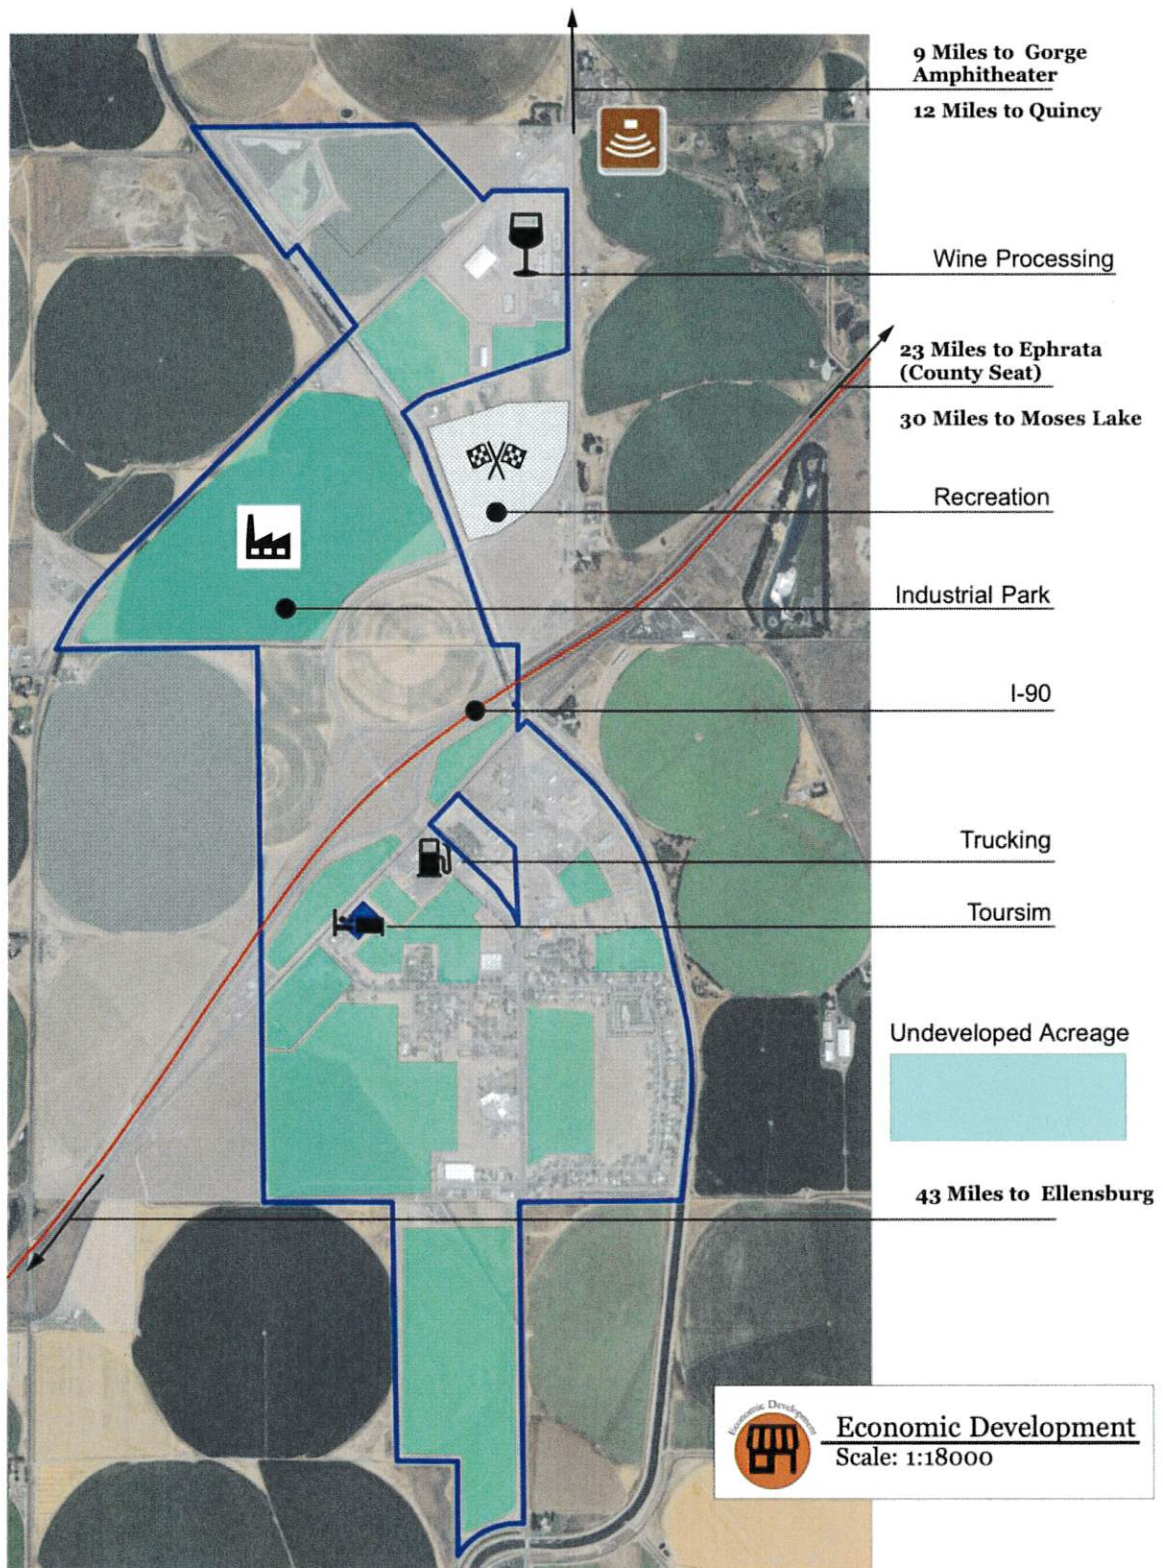 9 Miles to Gorge
Amphitheater
12 Miles to Quincy
Wine Processing
23 Miles to Ephrata
(County Seat)
30 Miles to Moses Lake
Recreation
Industrial Park
I-90
Trucking
Toursim
Undeveloped Acreage
43 Miles to Ellensburg
Economic Development
Economic Development
Scale: 1:18000